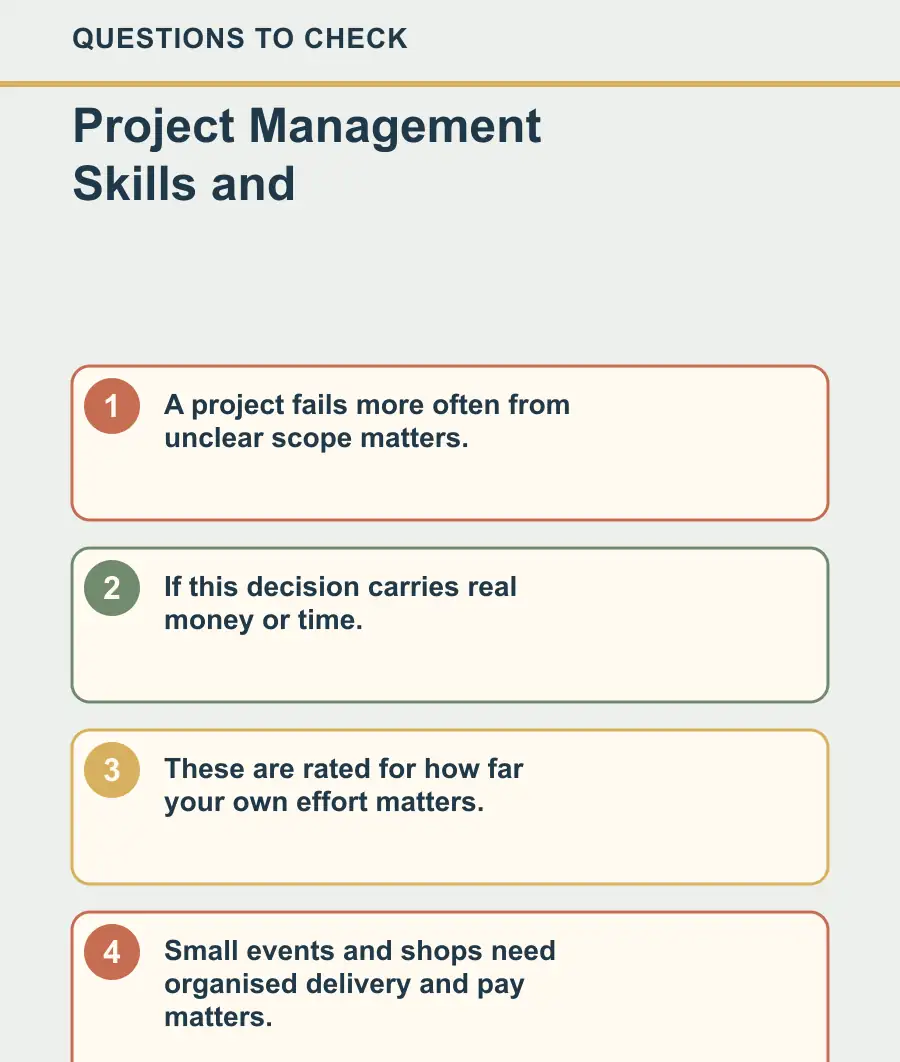 QUESTIONS TO CHECK
Project Management
Skills and
1
A project fails more often from
unclear scope matters.
2
If this decision carries real
money or time.
3
These are rated for how far
your own effort matters.
4
Small events and shops need
organised delivery and pay
matters.